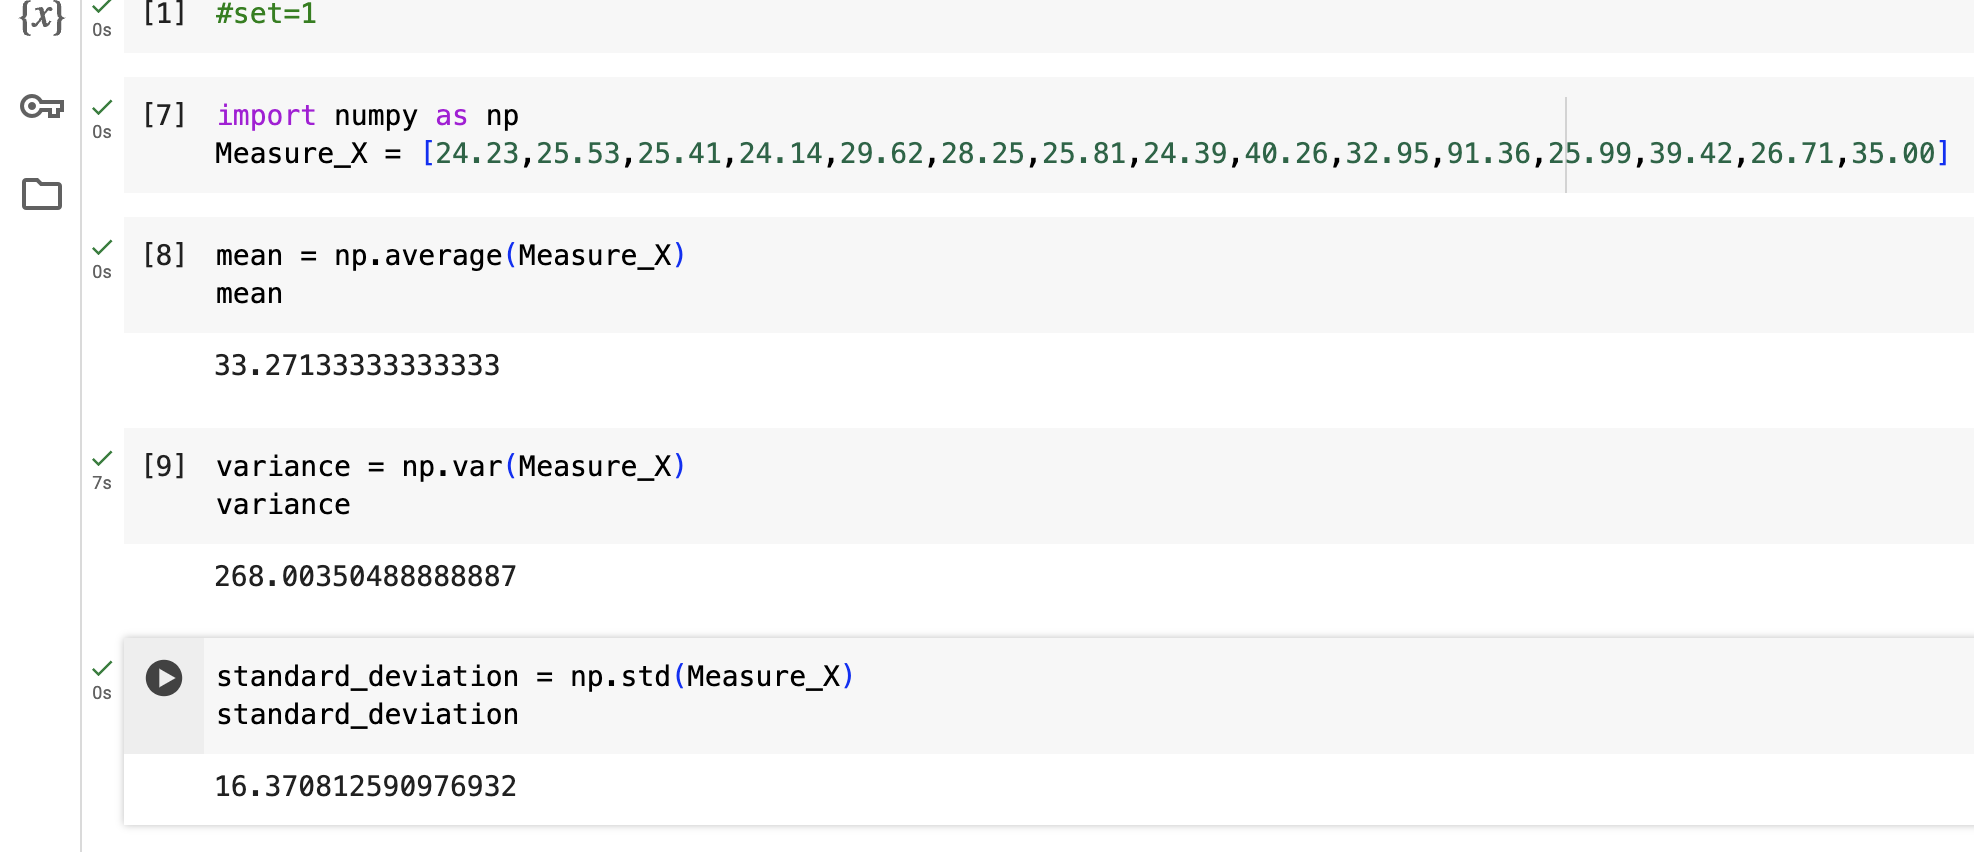 {x}
0s
[1] #set=1
0s
[7] import numpy as np
Measure_X = [24.23,25.53,25.41,24.14,29.62,28.25,25.81,24.39,40.26,32.95,91.36,25.99,39.42,26.71,35.00]
0s
[8] mean = np.average(Measure_X)
mean
33.27133333333333
7s
[9] variance = np.var(Measure_X)
variance
268.00350488888887
0s
standard_deviation = np.std(Measure_X)
standard_deviation
16.370812590976932